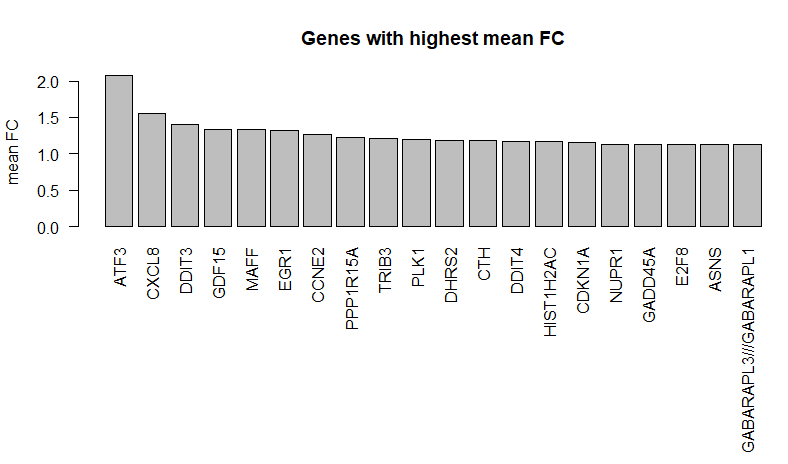 Genes with highest mean FC
mean FC
2.0
1.5
1.0
0.5
0.0
ATF3
CXCL8
DDIT3
GDF15
MAFF
EGR1
CCNE2
PPP1R15A
TRIB3
PLK1
DHRS2
CTH
DDIT4
HIST1H2AC
CDKN1A
NUPR1
GADD45A
E2F8
ASNS
GABARAPL3///GABARAPL1